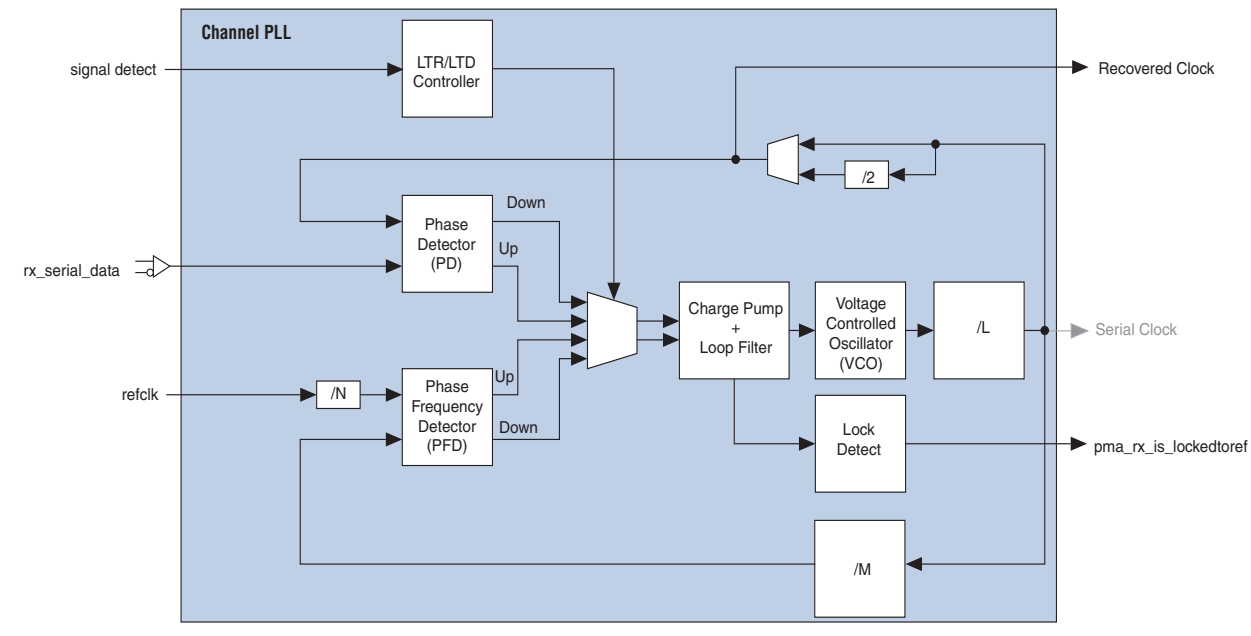 Channel PLL
signal detect
LTR/LTD
Controller
Recovered Clock
/2
Down
Phase
Detector
(PD)
Up
rx_serial_data
Charge Pump
+
Loop Filter
Voltage
Controlled
Oscillator
(VCO)
/L
Serial Clock
refclk
/N
Phase
Frequency
Detector
(PFD)
Up
Down
Lock
Detect
pma_rx_is_lockedtoref
/M